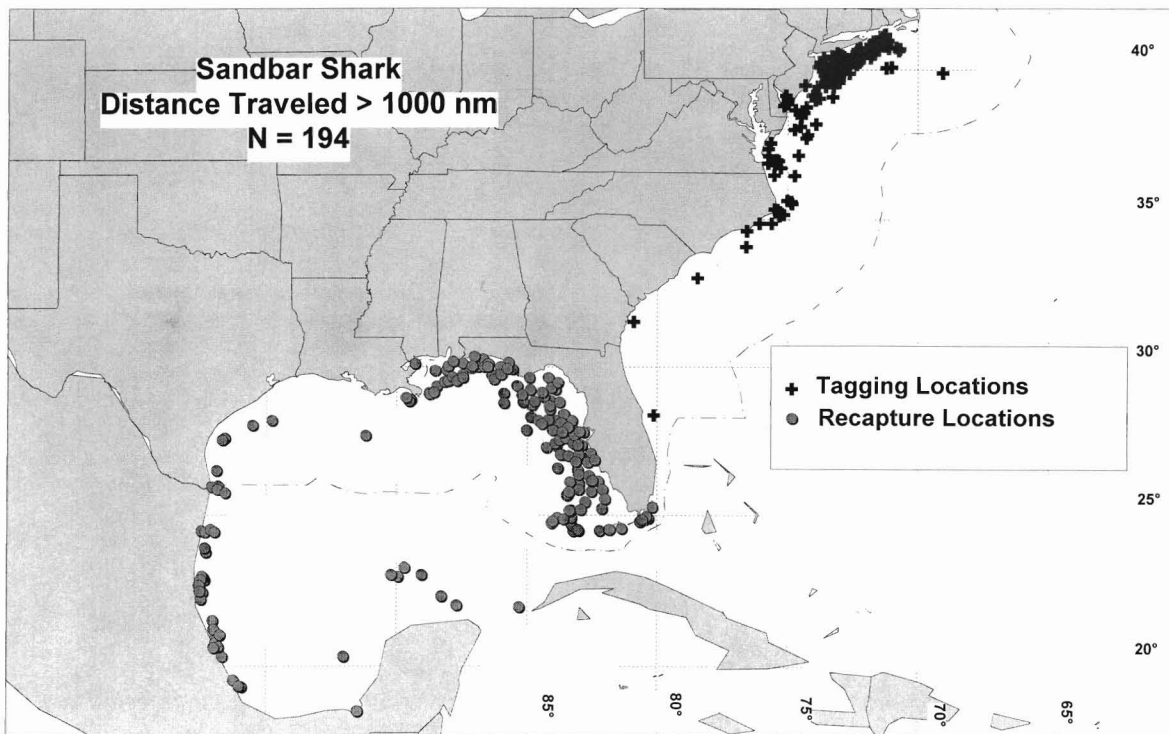 Sandbar Shark
Distance Traveled > 1000 nm
N = 194
40°
35°
30°
Tagging Locations
Recapture Locations
25°
20°
85°
80°
75°
70°
65°